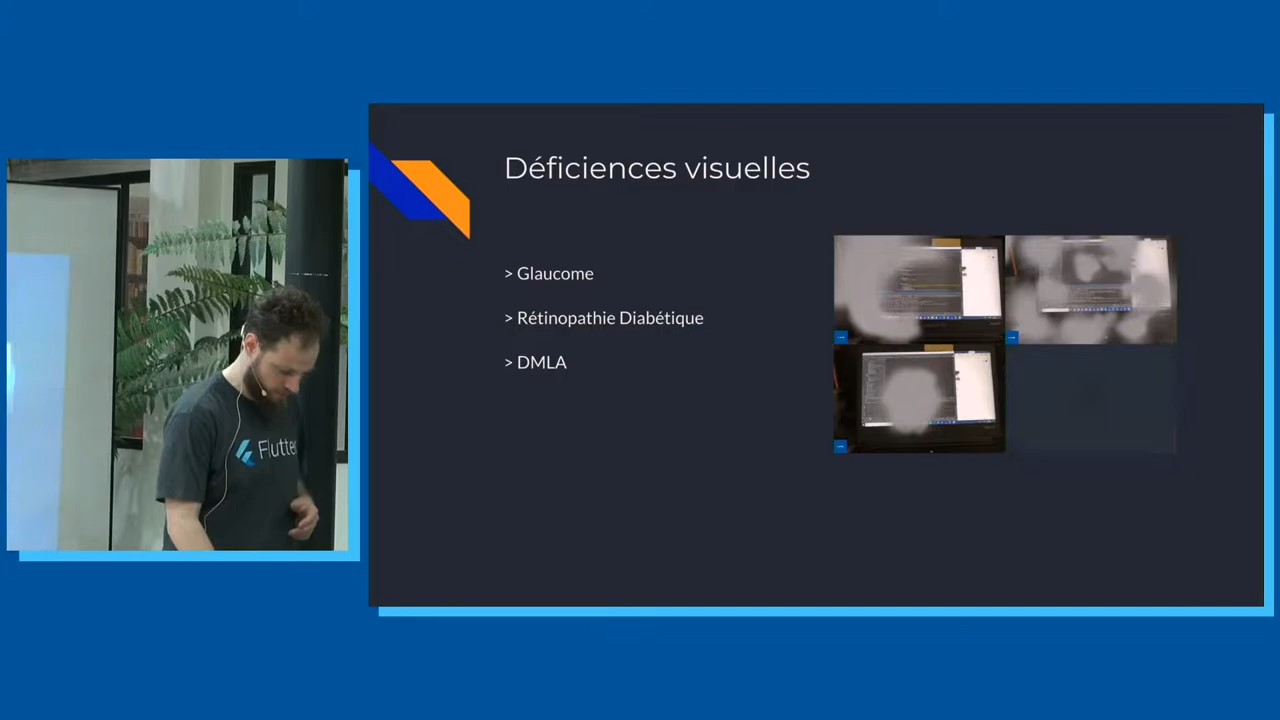 Déficiences visuelles
> Glaucome
> Rétinopathie Diabétique
> DMLA
Flutter